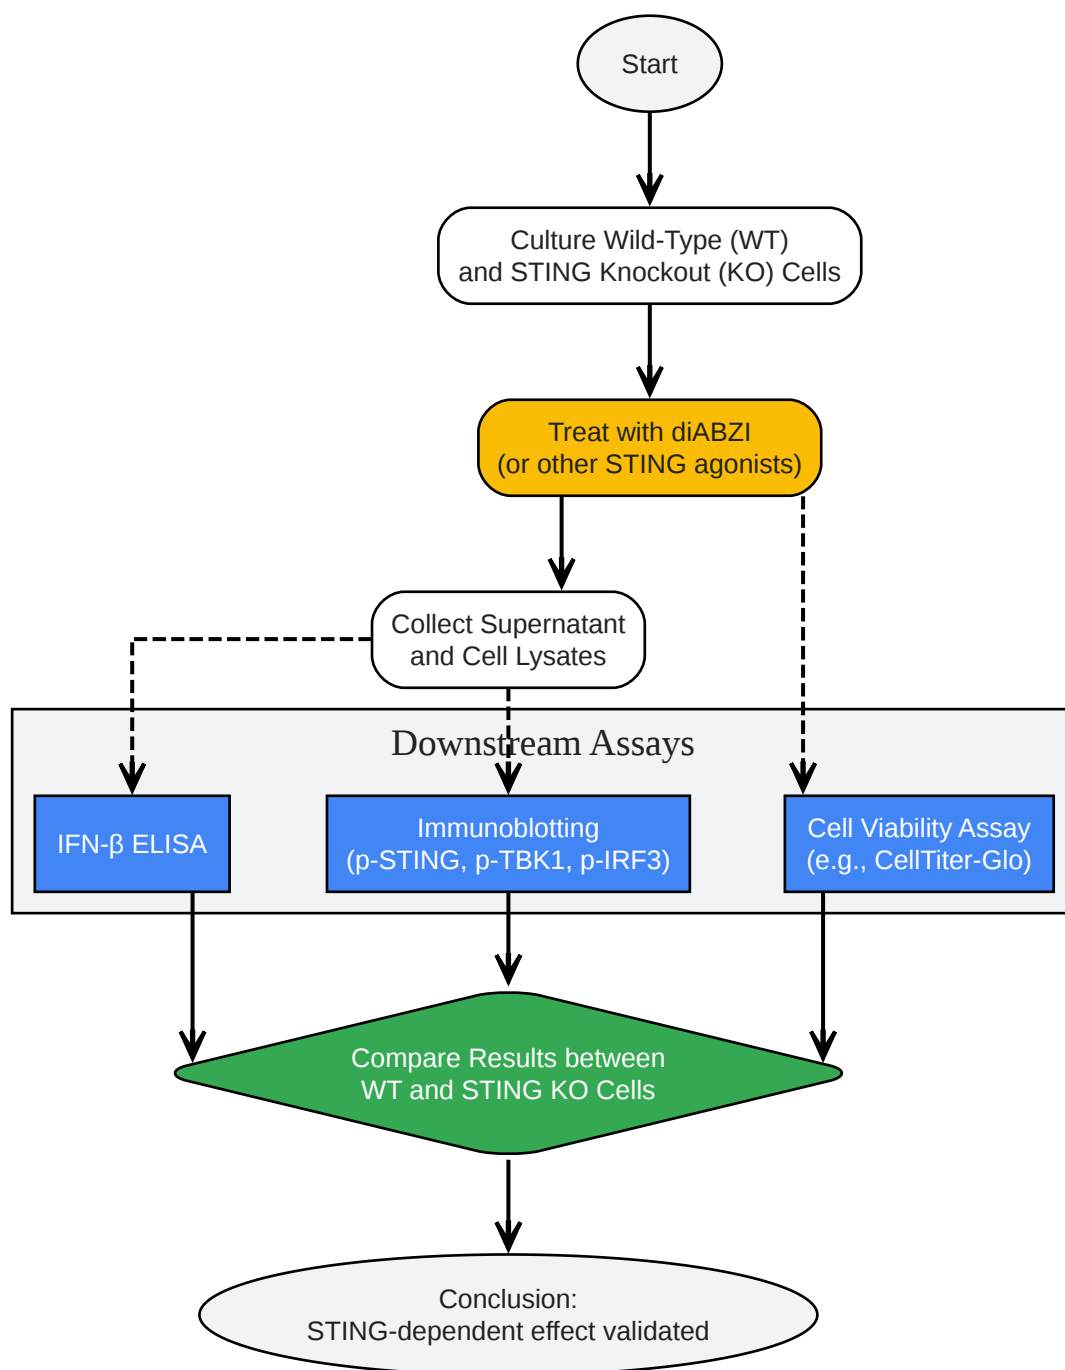 Start
Culture Wild-Type (WT)
and STING Knockout (KO) Cells
Treat with diABZI
(or other STING agonists)
Collect Supernatant
and Cell Lysates
Downstream Assays
IFN-β ELISA
Immunoblotting
(p-STING, p-TBK1, p-IRF3)
Cell Viability Assay
(e.g., CellTiter-Glo)
Compare Results between
WT and STING KO Cells
Conclusion:
STING-dependent effect validated